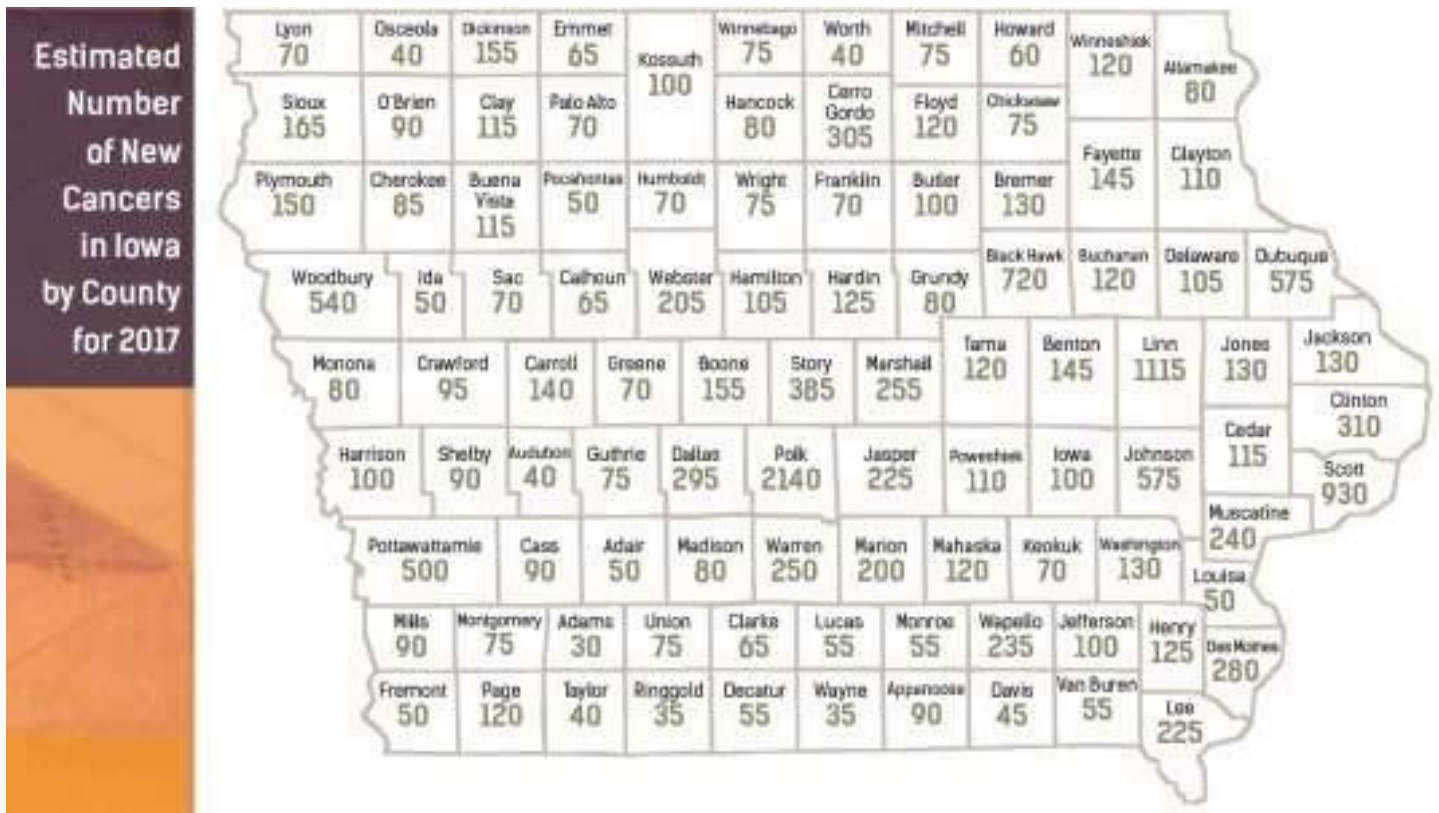 Estimated
Number
of New
Cancers
in Iowa
by County
for 2017
Lyon
70
Osceola
40
Dickinson
155
Emmet
65
Kossuth
100
Winnebago
75
Worth
40
Mitchell
75
Howard
60
Winneshiek
120
Allamakee
80
Sioux
165
O'Brien
90
Clay
115
Palo Alto
70
Hancock
80
Cerro
Gordo
305
Floyd
120
Chickasaw
75
Fayette
145
Clayton
110
Plymouth
150
Cherokee
85
Buena
Vista
115
Pocahontas
50
Humboldt
70
Wright
75
Franklin
70
Butler
100
Bremer
130
Woodbury
540
Ida
50
Sac
70
Calhoun
65
Webster
205
Hamilton
105
Hardin
125
Grundy
80
Black Hawk
720
Buchanan
120
Delaware
105
Dubuque
575
Monona
80
Crawford
95
Carroll
140
Greene
70
Boone
155
Story
385
Marshall
255
Tama
120
Benton
145
Linn
1115
Jones
130
Jackson
130
Clinton
310
Harrison
100
Shelby
90
Audubon
40
Guthrie
75
Dallas
295
Polk
2140
Jasper
225
Poweshiek
110
Iowa
100
Johnson
575
Cedar
115
Scott
930
Muscatine
240
Pottawattamie
500
Cass
90
Adair
50
Madison
80
Warren
250
Marion
200
Mahaska
120
Keokuk
70
Washington
130
Louisa
50
Mills
90
Montgomery
75
Adams
30
Union
75
Clarke
65
Lucas
55
Monroe
55
Wapello
235
Jefferson
100
Henry
125
Des Moines
280
Fremont
50
Page
120
Taylor
40
Ringgold
35
Decatur
55
Wayne
35
Appanoose
90
Davis
45
Van Buren
55
Lee
225